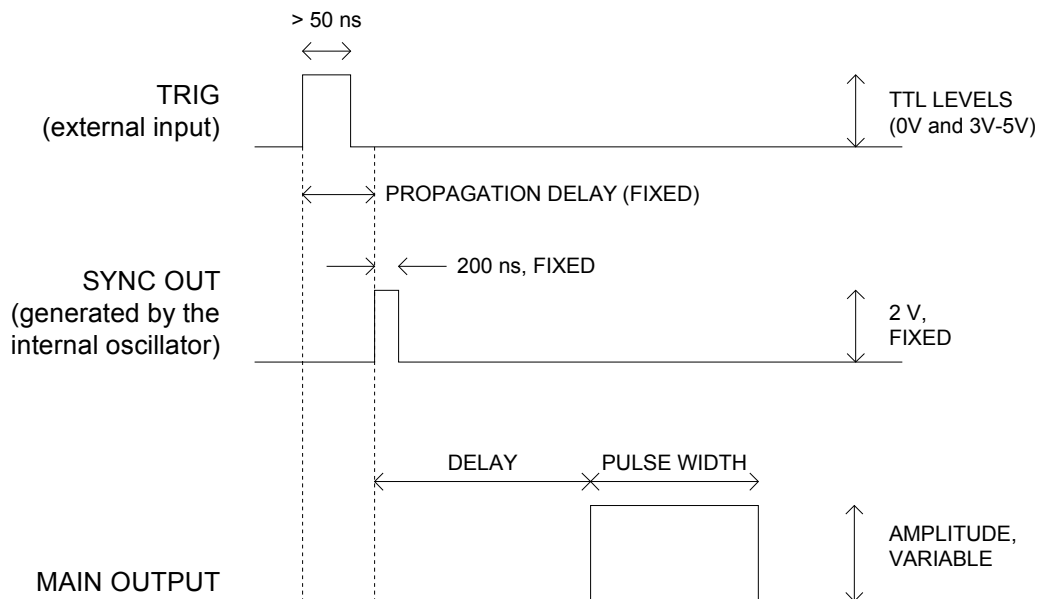 > 50 ns
TRIG
(external input)
TTL LEVELS
(0V and 3V-5V)
PROPAGATION DELAY (FIXED)
200 ns, FIXED
SYNC OUT
(generated by the
internal oscillator)
2 V,
FIXED
DELAY
PULSE WIDTH
AMPLITUDE,
VARIABLE
MAIN OUTPUT